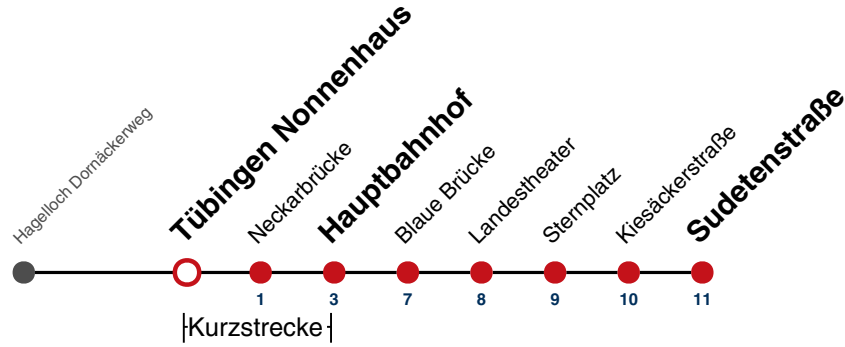 Hagelloch Dornäckerweg
Tübingen Nonnenhaus
Neckarbrücke
Hauptbahnhof
Blaue Brücke
Landestheater
Sternplatz
Kiesäckerstraße
Sudetenstraße
1 3 7 8 9 10 11
Kurzstrecke